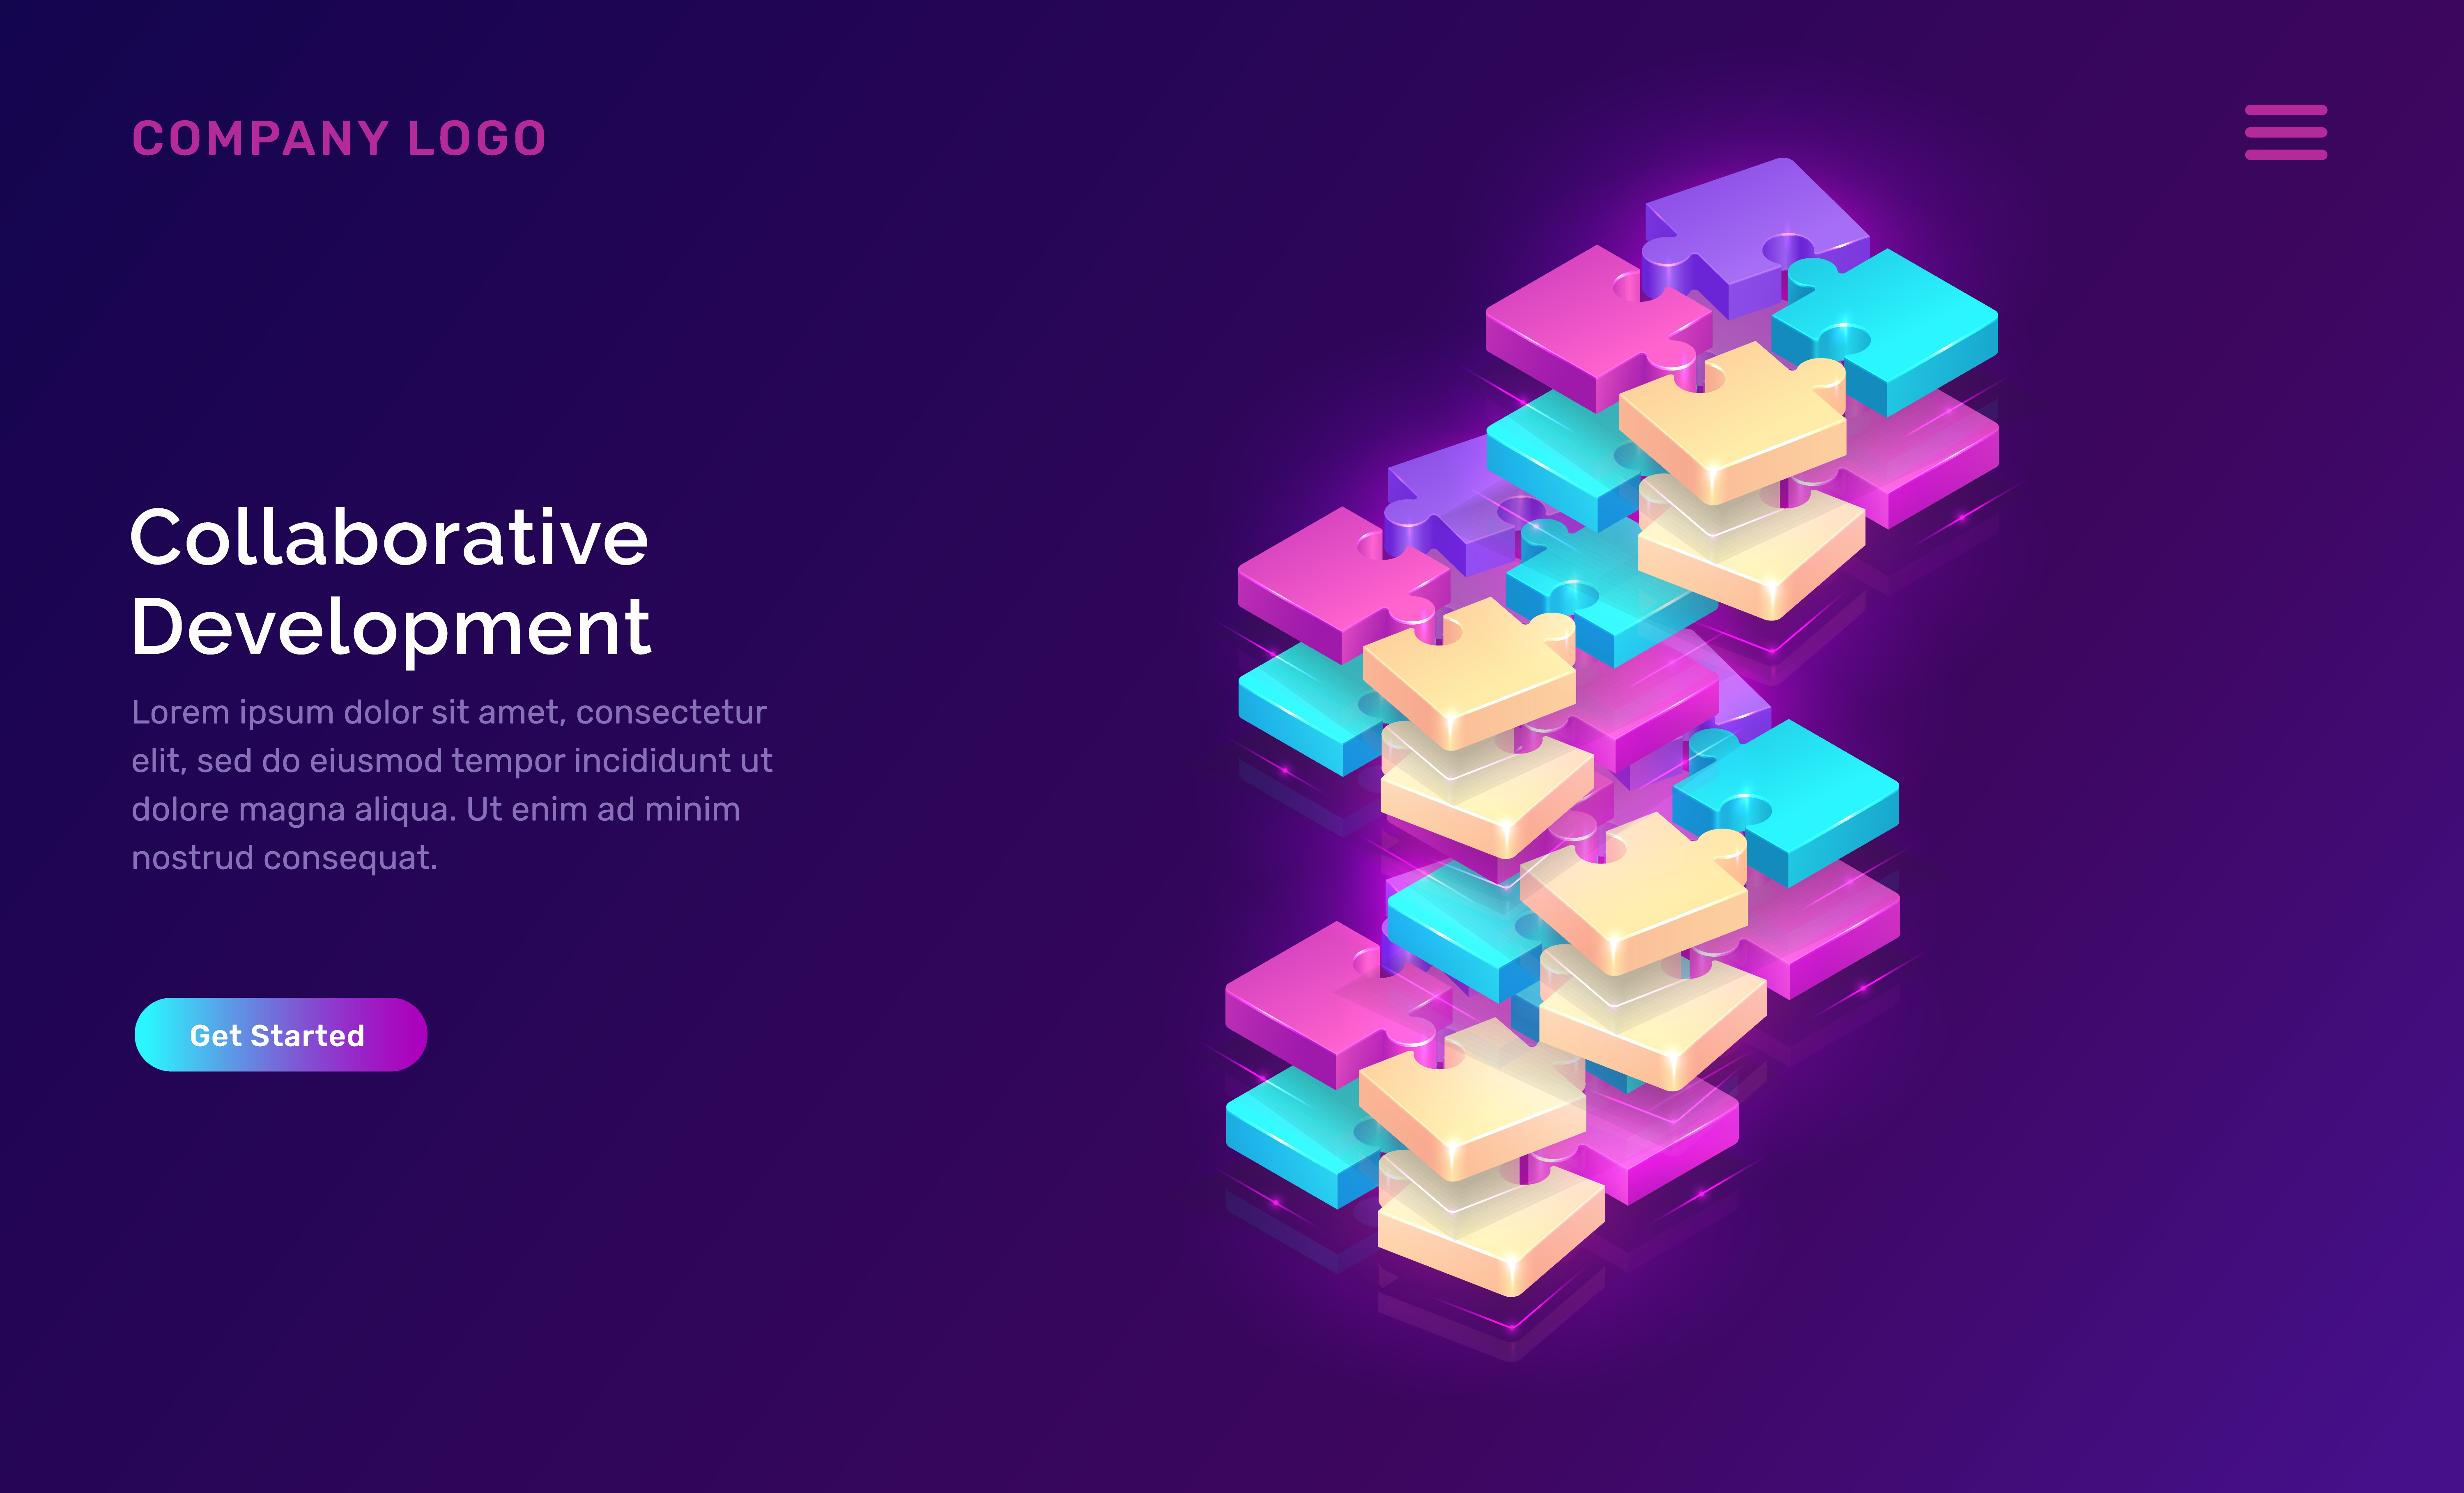 COMPANY LOGO
Collaborative
Development
Lorem ipsum dolor sit amet, consectetur
elit, sed do eiusmod tempor incididunt ut
dolore magna aliqua. Ut enim ad minim
nostrud consequat.
Get Started